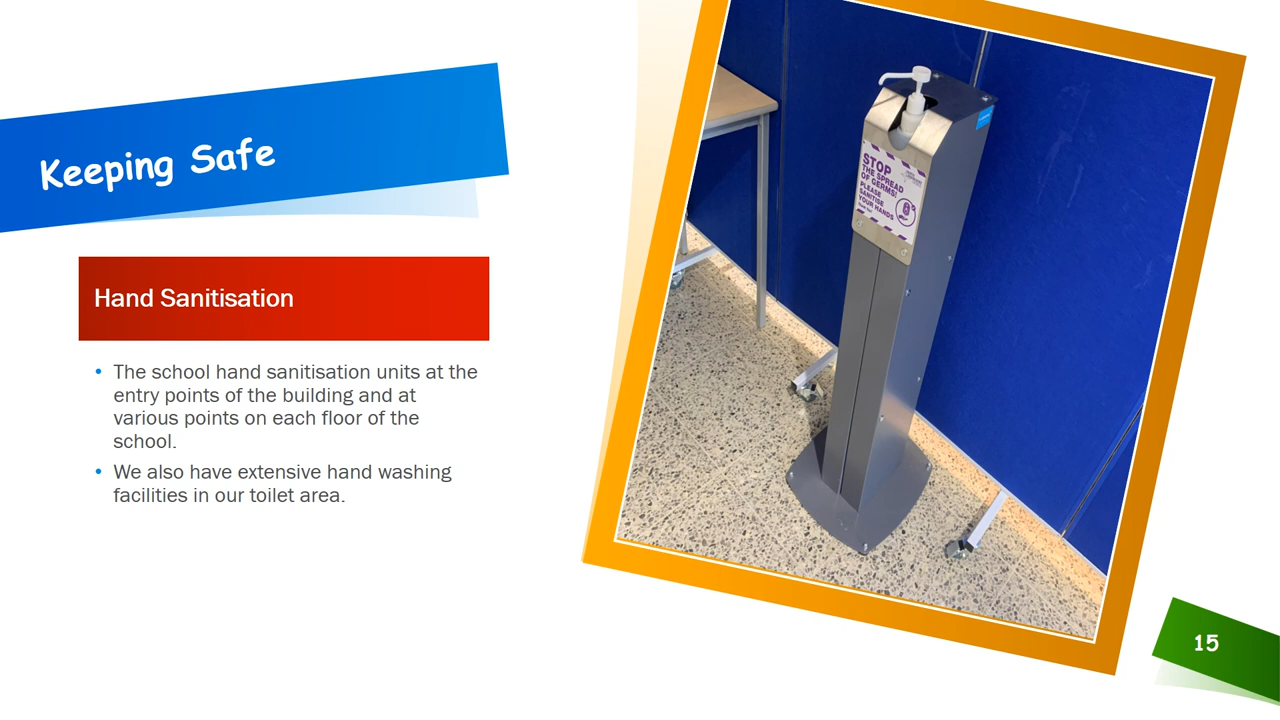 Keeping Safe
Hand Sanitisation
• The school hand sanitisation units at the
entry points of the building and at
various points on each floor of the
school.
• We also have extensive hand washing
facilities in our toilet area.
STOP
THE SPREAD
OF GERMS!
PLEASE
SANITISE
YOUR HANDS
15